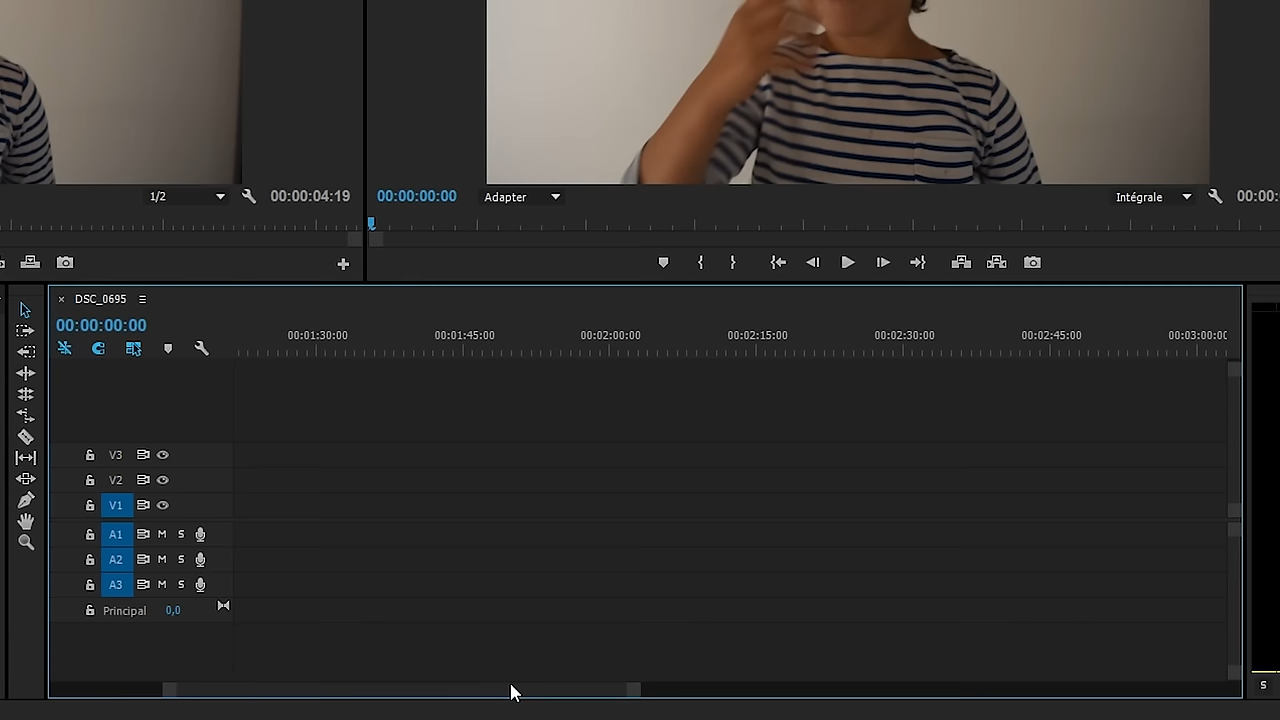 1/2 00:00:04:19 00:00:00:00 Adapter Intégrale 00:00:
× DSC_0695
00:00:00:00
00:01:30:00 00:01:45:00 00:02:00:00 00:02:15:00 00:02:30:00 00:02:45:00 00:03:00:00
V3
V2
V1
A1 M S
A2 M S
A3 M S
Principal 0,0
S